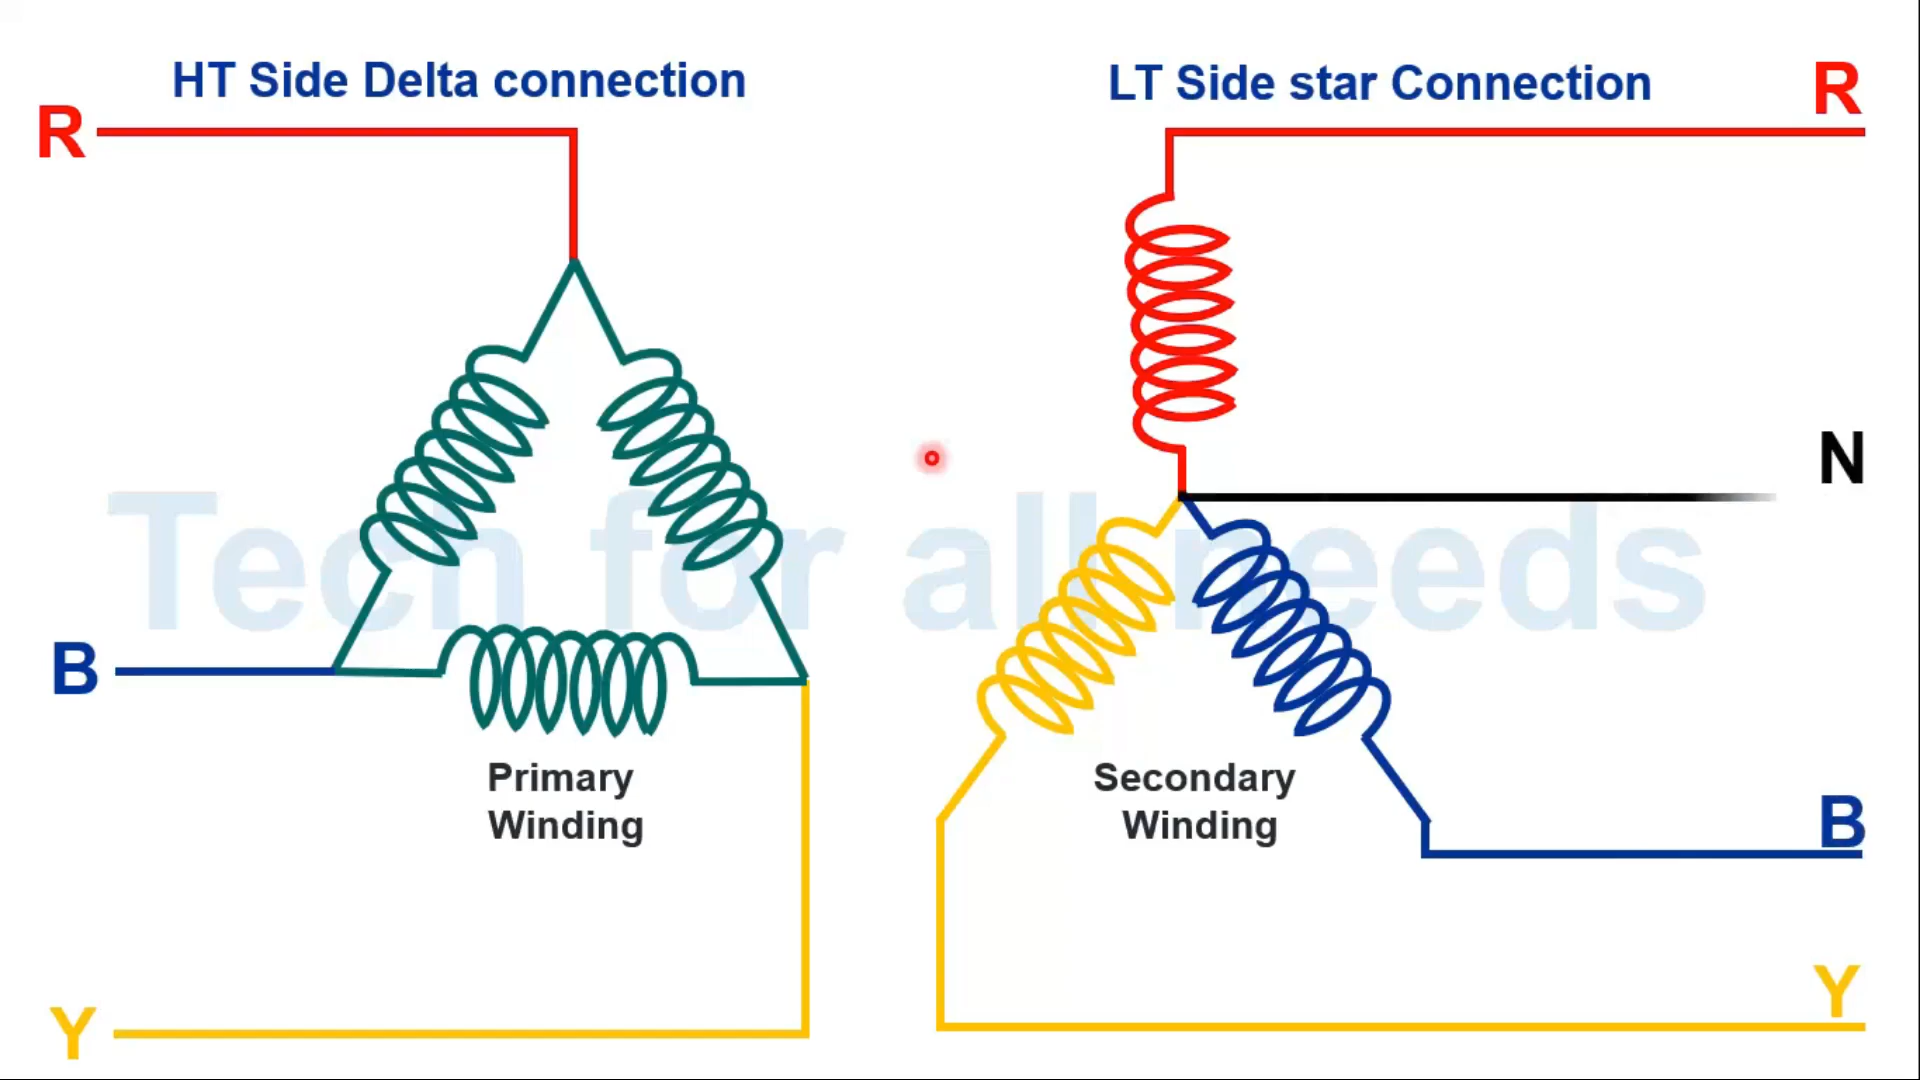 HT Side Delta connection
LT Side star Connection
R
R
N
Tech for all needs
B
Primary
Winding
Secondary
Winding
B
Y
Y